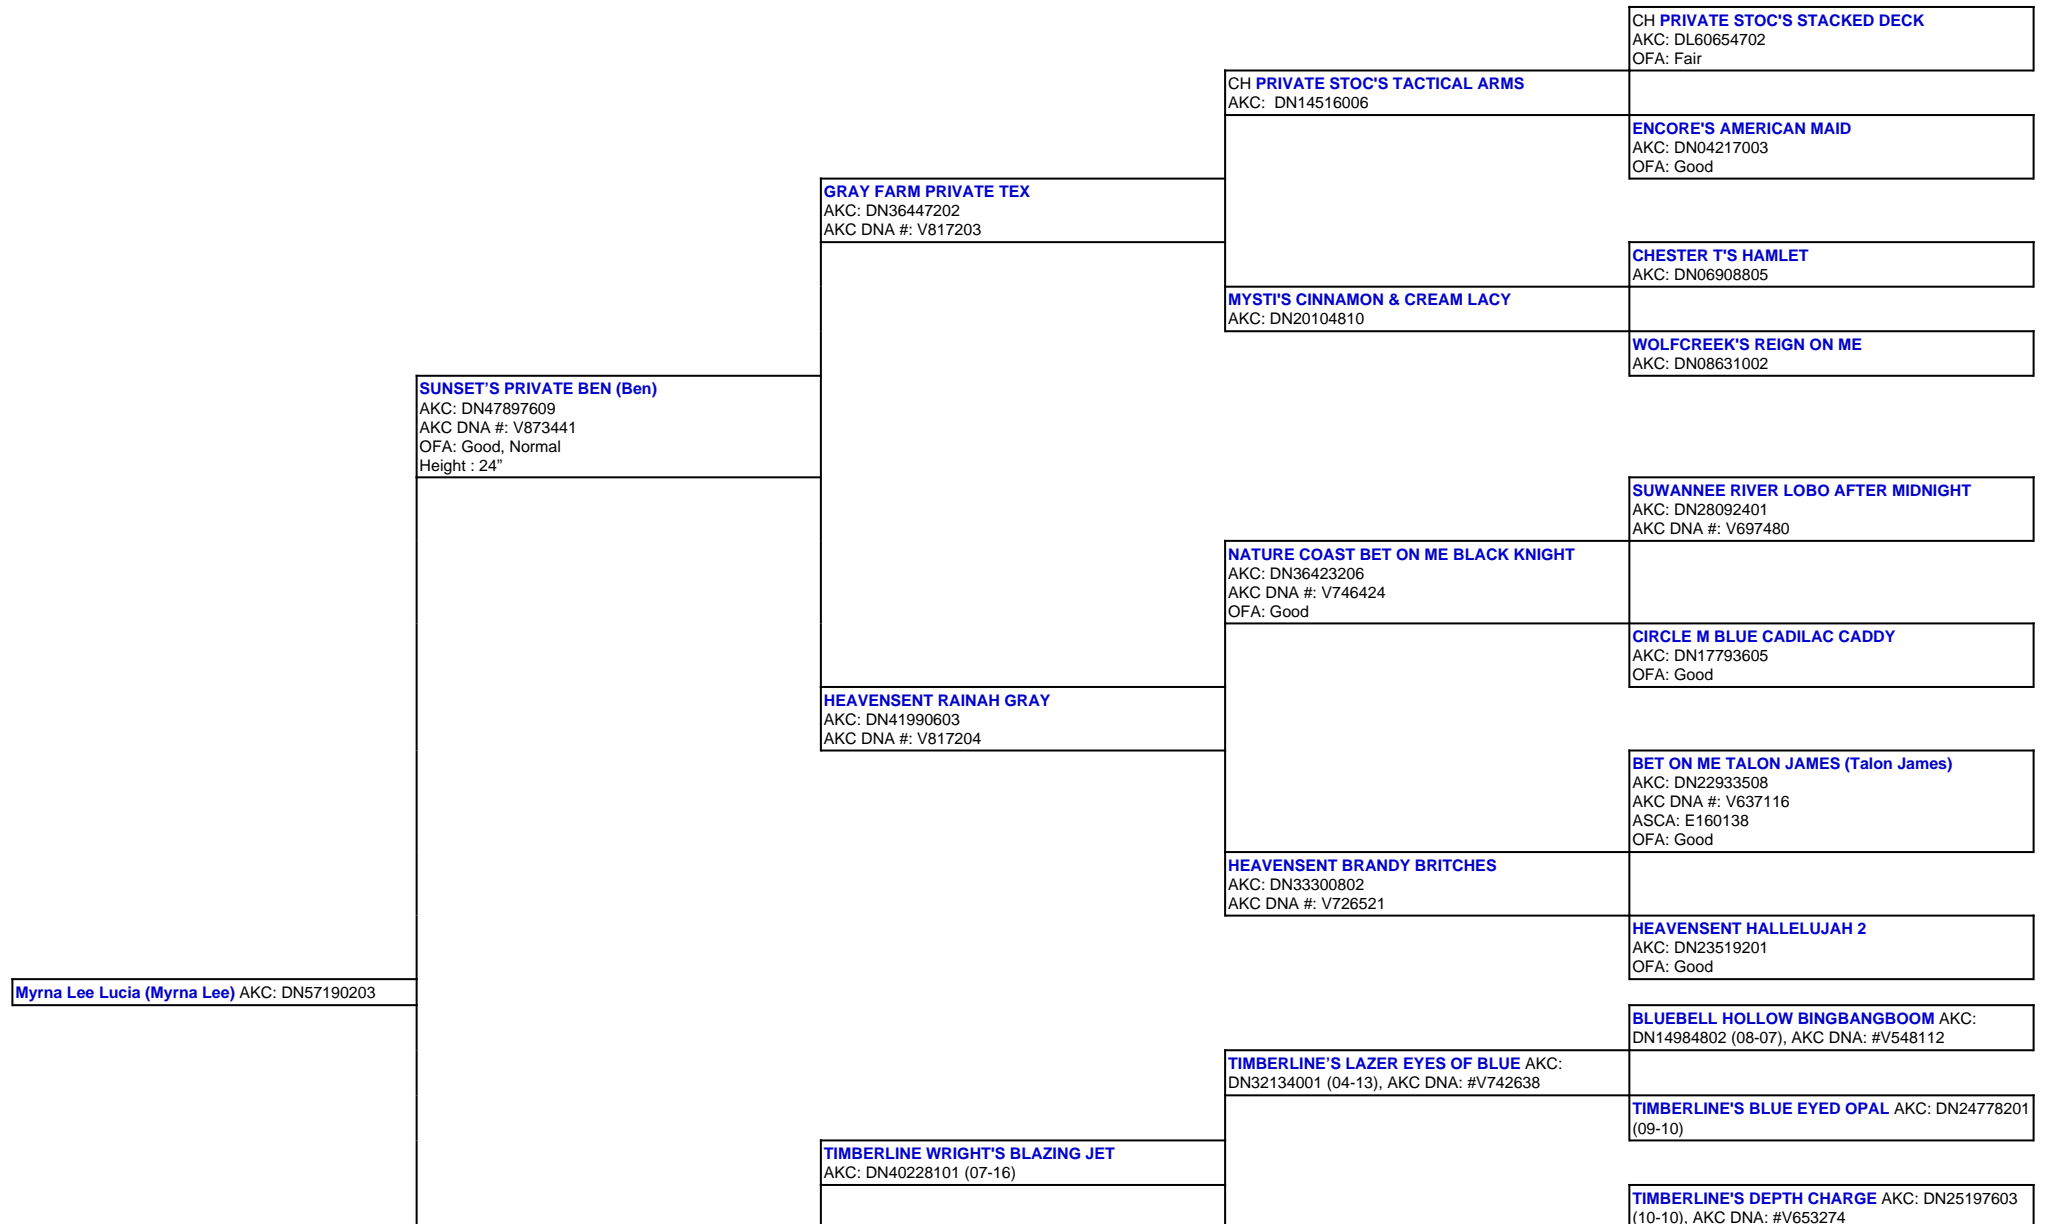 CH PRIVATE STOC'S STACKED DECK
AKC: DL60654702
OFA: Fair
CH PRIVATE STOC'S TACTICAL ARMS
AKC:  DN14516006
ENCORE'S AMERICAN MAID
AKC: DN04217003
OFA: Good
GRAY FARM PRIVATE TEX
AKC: DN36447202
AKC DNA #: V817203
CHESTER T'S HAMLET
AKC: DN06908805
MYSTI'S CINNAMON & CREAM LACY
AKC: DN20104810
WOLFCREEK'S REIGN ON ME
AKC: DN08631002
SUNSET’S PRIVATE BEN (Ben)
AKC: DN47897609
AKC DNA #: V873441
OFA: Good, Normal
Height : 24”
SUWANNEE RIVER LOBO AFTER MIDNIGHT
AKC: DN28092401
AKC DNA #: V697480
NATURE COAST BET ON ME BLACK KNIGHT
AKC: DN36423206
AKC DNA #: V746424
OFA: Good
CIRCLE M BLUE CADILAC CADDY
AKC: DN17793605
OFA: Good
HEAVENSENT RAINAH GRAY
AKC: DN41990603
AKC DNA #: V817204
BET ON ME TALON JAMES (Talon James)
AKC: DN22933508
AKC DNA #: V637116
ASCA: E160138
OFA: Good
HEAVENSENT BRANDY BRITCHES
AKC: DN33300802
AKC DNA #: V726521
HEAVENSENT HALLELUJAH 2
AKC: DN23519201
OFA: Good
Myrna Lee Lucia (Myrna Lee) AKC: DN57190203
BLUEBELL HOLLOW BINGBANGBOOM AKC:
DN14984802 (08-07), AKC DNA: #V548112
TIMBERLINE’S LAZER EYES OF BLUE AKC:
DN32134001 (04-13), AKC DNA: #V742638
TIMBERLINE'S BLUE EYED OPAL AKC: DN24778201
(09-10)
TIMBERLINE WRIGHT'S BLAZING JET
AKC: DN40228101 (07-16)
TIMBERLINE'S DEPTH CHARGE AKC: DN25197603
(10-10), AKC DNA: #V653274